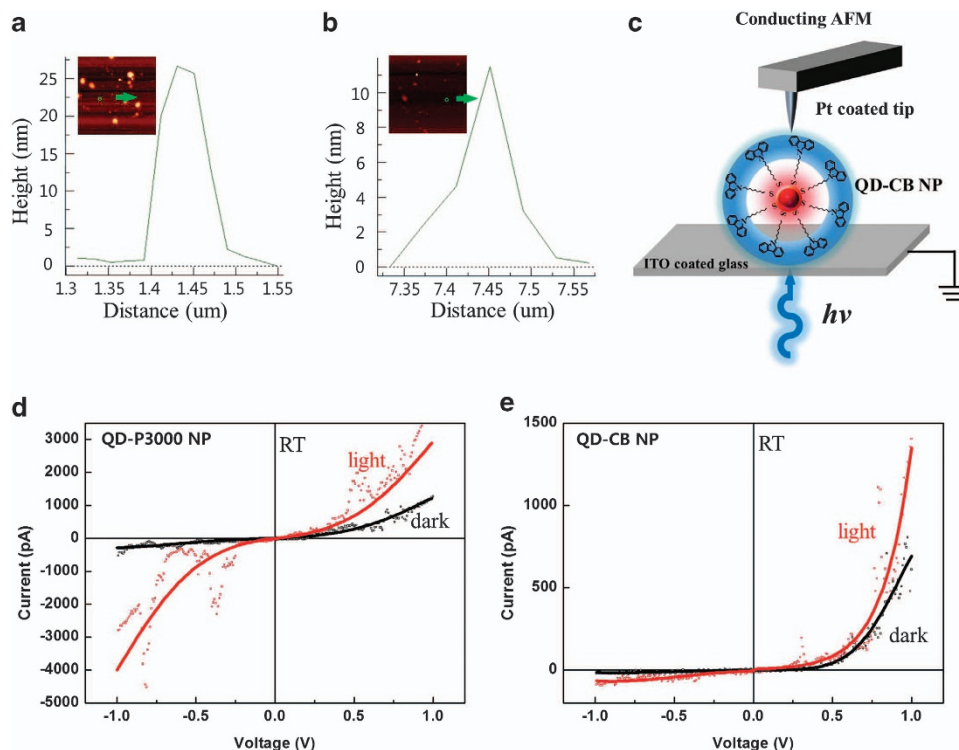 a
Height (nm)
25
20
15
10
5
0
1.3 1.4 1.45 1.5 1.55
Distance (um)
b
Height (nm)
10
8
6
4
2
0
7.35 7.4 7.45 7.5 7.55
Distance (um)
c
Conducting AFM
Pt coated tip
QD-CB NP
ITO coated glass
hν
d
QD-P3000 NP
RT
light
dark
Current (pA)
3000
2000
1000
0
-1000
-2000
-3000
-4000
-5000
-1.0 -0.5 0.0 0.5 1.0
Voltage (V)
e
QD-CB NP
RT
light
dark
Current (pA)
1500
1000
500
0
-1.0 -0.5 0.0 0.5 1.0
Voltage (V)